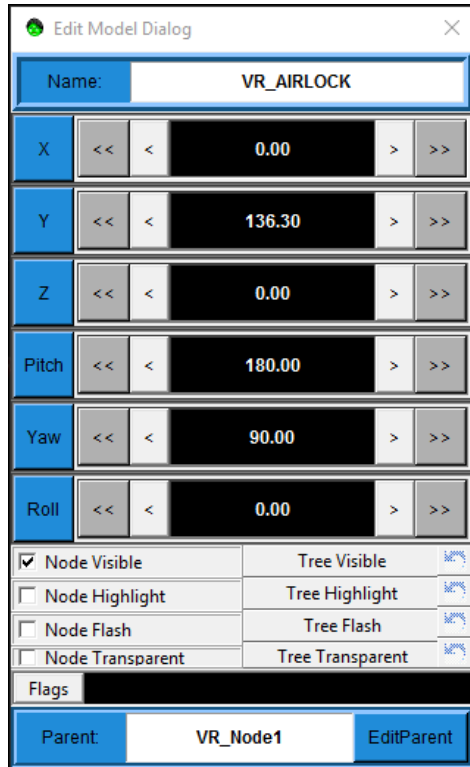 Edit Model Dialog
Name: VR_AIRLOCK
X << < 0.00 > >>
Y << < 136.30 > >>
Z << < 0.00 > >>
Pitch << < 180.00 > >>
Yaw << < 90.00 > >>
Roll << < 0.00 > >>
Node Visible Tree Visible
Node Highlight Tree Highlight
Node Flash Tree Flash
Node Transparent Tree Transparent
Flags
Parent: VR_Node1 EditParent